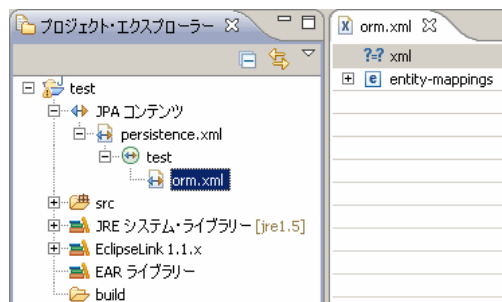 プロジェクト・エクスプローラー
test
JPA コンテンツ
persistence.xml
test
orm.xml
src
JRE システム・ライブラリー [jre1.5]
EclipseLink 1.1.x
EAR ライブラリー
build
X orm.xml
?=? xml
e entity-mappings